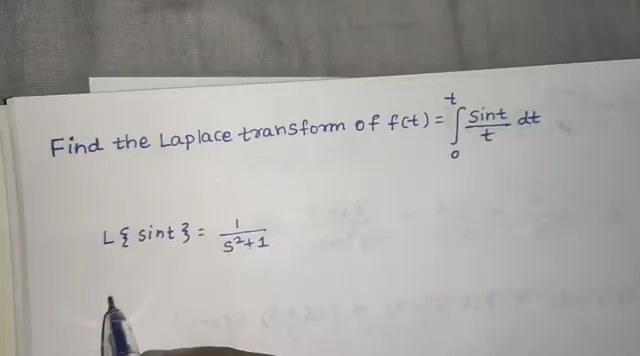 Find the Laplace transform of f(t) = ∫₀ᵗ sint/t dt
L{ sint } = 1/(s²+1)